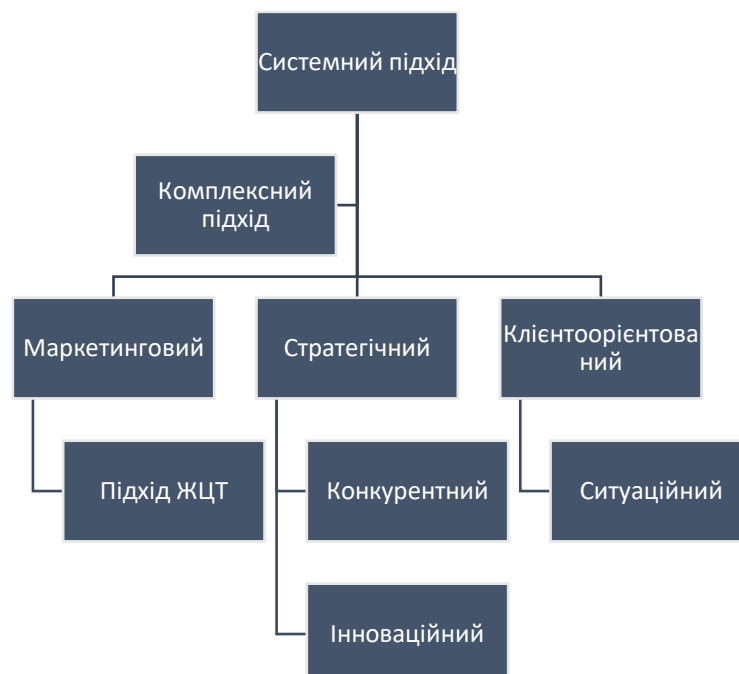 Системний підхід
Комплексний
підхід
Маркетинговий
Стратегічний
Клієнтоорієнтова
ний
Підхід ЖЦТ
Конкурентний
Ситуаційний
Інноваційний